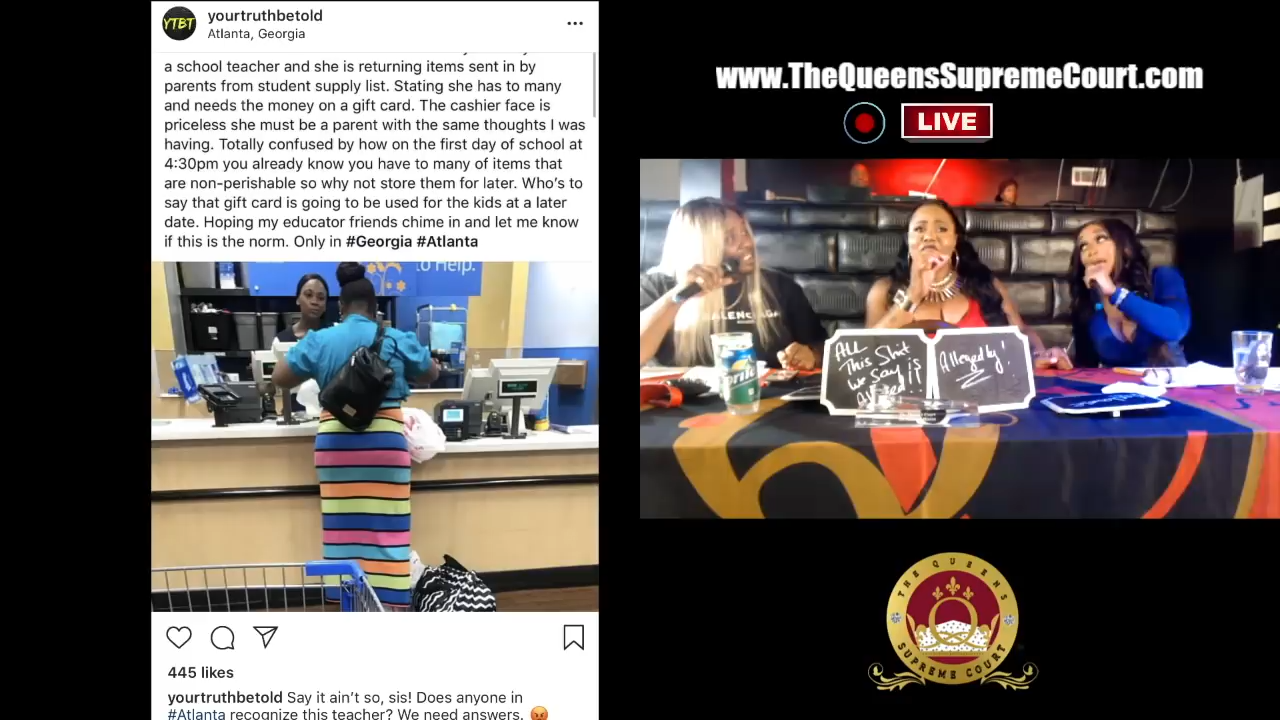 YTBT
yourtruthbetold
Atlanta, Georgia
a school teacher and she is returning items sent in by
parents from student supply list. Stating she has to many
and needs the money on a gift card. The cashier face is
priceless she must be a parent with the same thoughts I was
having. Totally confused by how on the first day of school at
4:30pm you already know you have to many of items that
are non-perishable so why not store them for later. Who's to
say that gift card is going to be used for the kids at a later
date. Hoping my educator friends chime in and let me know
if this is the norm. Only in #Georgia #Atlanta
to Help.
445 likes
yourtruthbetold Say it ain't so, sis! Does anyone in
#Atlanta recognize this teacher? We need answers.
www.TheQueensSupremeCourt.com
LIVE
Sprite
All
This Shit
we Say is
Allegedly!
THE QUEENS
SUPREME COURT